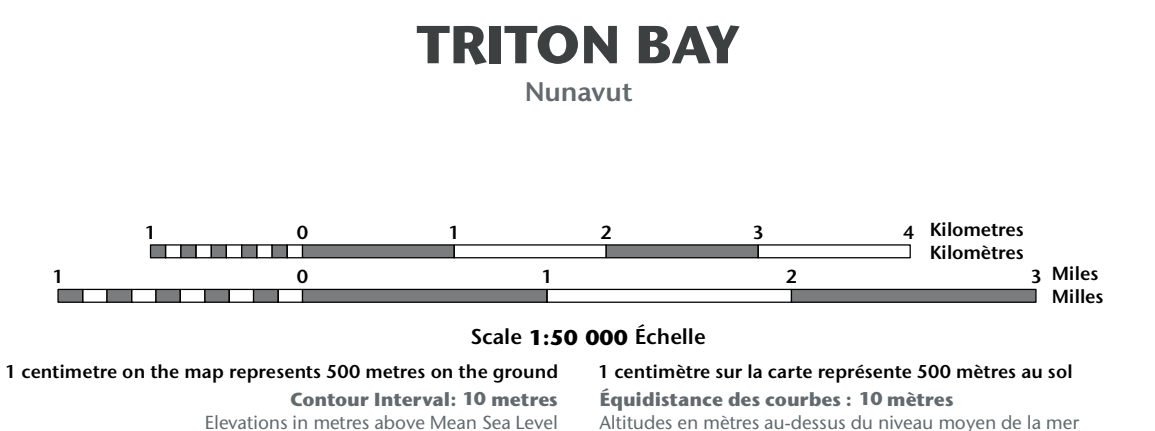 TRITON BAY
Nunavut
1 0 1 2 3 4 Kilometres
Kilomètres
1 0 1 2 3 Miles
Milles
Scale 1:50 000 Échelle
1 centimetre on the map represents 500 metres on the ground 1 centimètre sur la carte représente 500 mètres au sol
Contour Interval: 10 metres Équidistance des courbes : 10 mètres
Elevations in metres above Mean Sea Level Altitudes en mètres au-dessus du niveau moyen de la mer